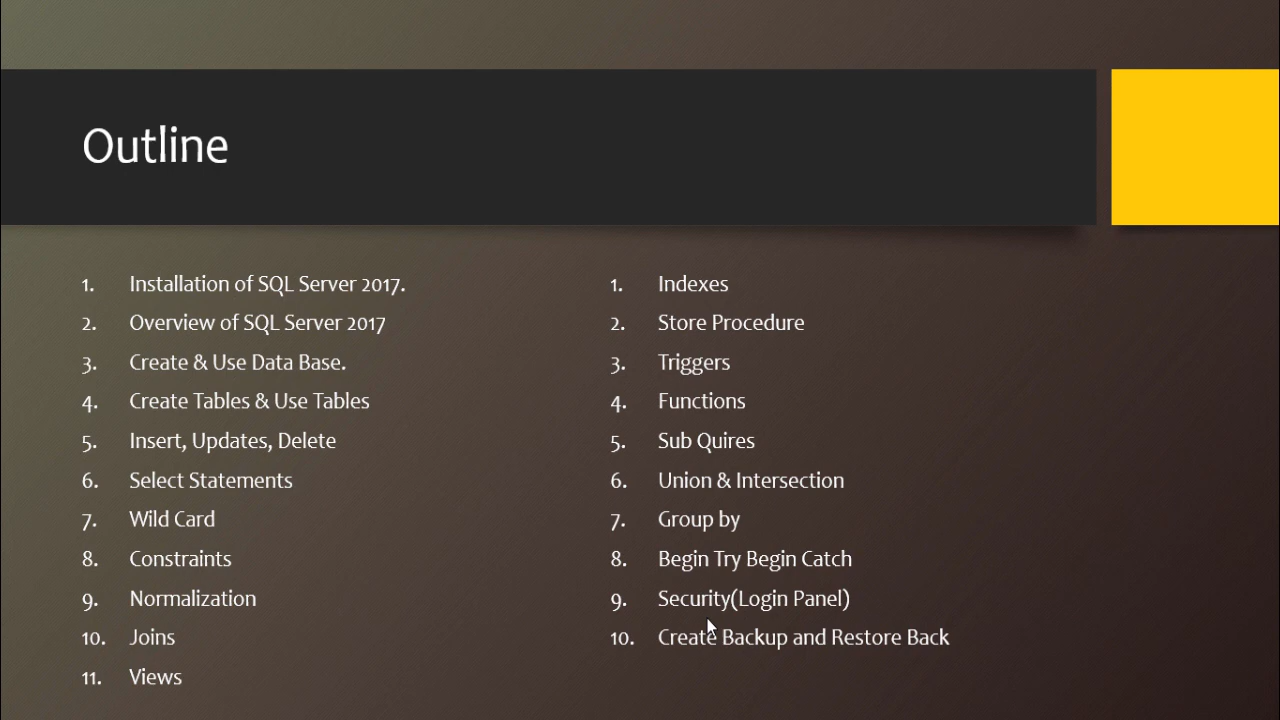 Outline
1. Installation of SQL Server 2017.
2. Overview of SQL Server 2017
3. Create & Use Data Base.
4. Create Tables & Use Tables
5. Insert, Updates, Delete
6. Select Statements
7. Wild Card
8. Constraints
9. Normalization
10. Joins
11. Views
1. Indexes
2. Store Procedure
3. Triggers
4. Functions
5. Sub Quires
6. Union & Intersection
7. Group by
8. Begin Try Begin Catch
9. Security(Login Panel)
10. Create Backup and Restore Back